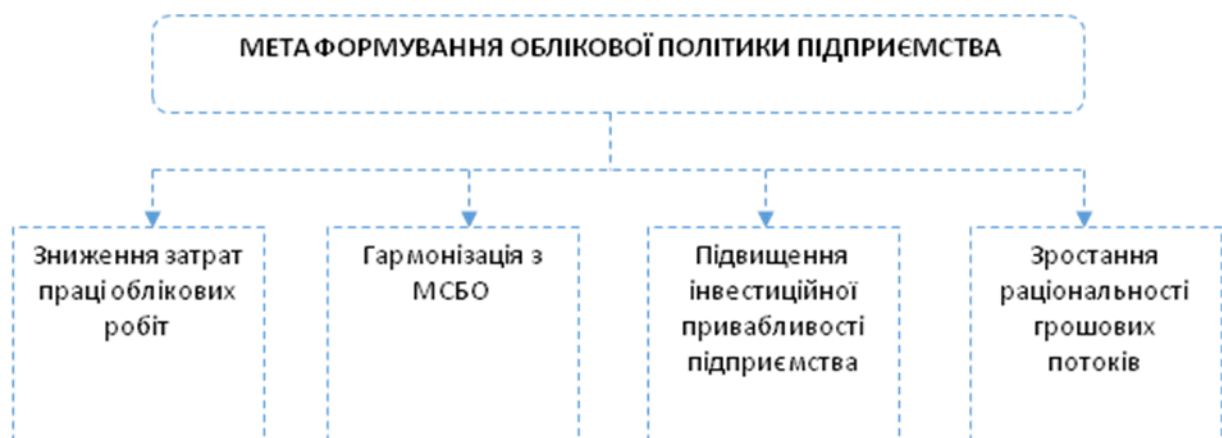 МЕТА ФОРМУВАННЯ ОБЛІКОВОЇ ПОЛІТИКИ ПІДПРИЄМСТВА
Зниження затрат
праці облікових
робіт
Гармонізація з
МСБО
Підвищення
інвестиційної
привабливості
підприємства
Зростання
раціональності
грошових
потоків